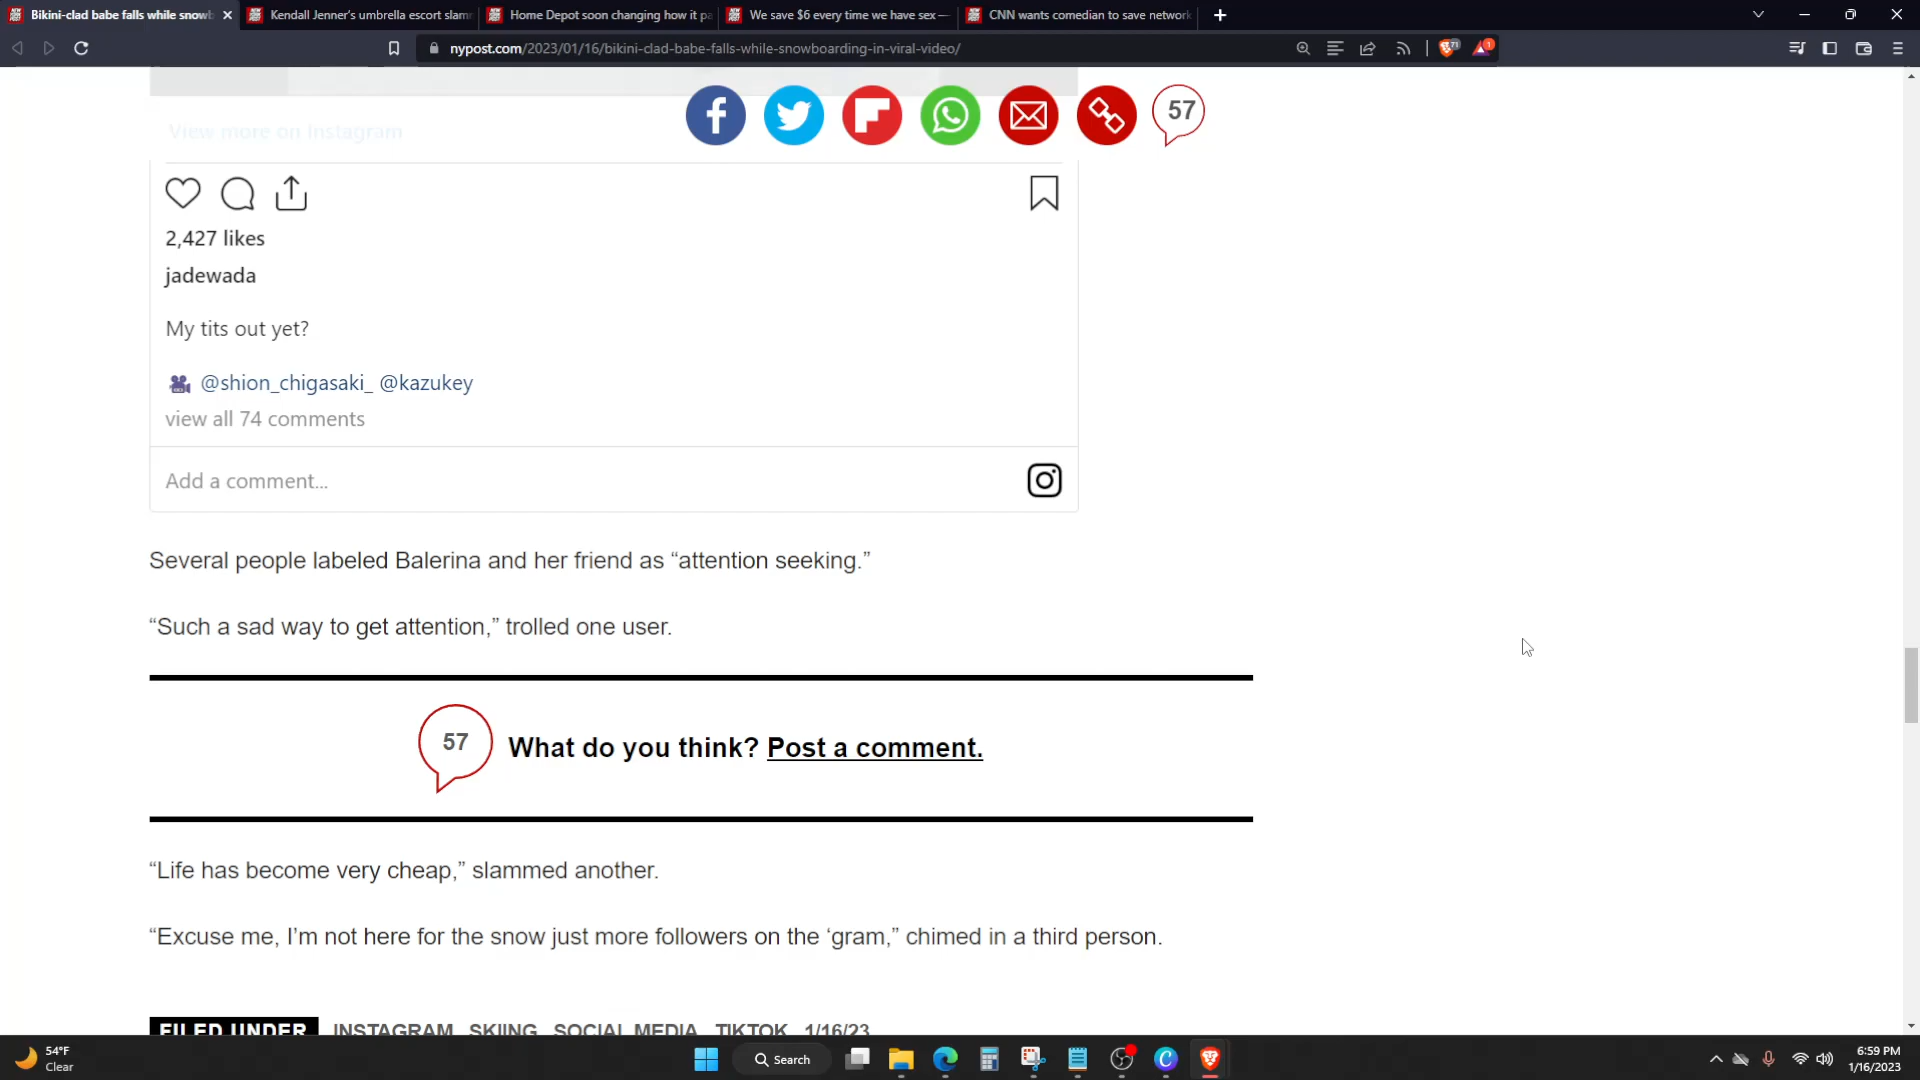 Bikini-clad babe falls while snowb
Kendall Jenner's umbrella escort slam
Home Depot soon changing how it pa
We save $6 every time we have sex —
CNN wants comedian to save network
nypost.com/2023/01/16/bikini-clad-babe-falls-while-snowboarding-in-viral-video/
71
1
View more on Instagram
57
2,427 likes
jadewada
My tits out yet?
@shion_chigasaki_ @kazukey
view all 74 comments
Add a comment...
Several people labeled Balerina and her friend as “attention seeking.”
“Such a sad way to get attention,” trolled one user.
57
What do you think? Post a comment.
“Life has become very cheap,” slammed another.
“Excuse me, I’m not here for the snow just more followers on the ‘gram,” chimed in a third person.
FILED UNDER INSTAGRAM SKIING SOCIAL MEDIA TIKTOK 1/16/23
54°F
Clear
Search
6:59 PM
1/16/2023